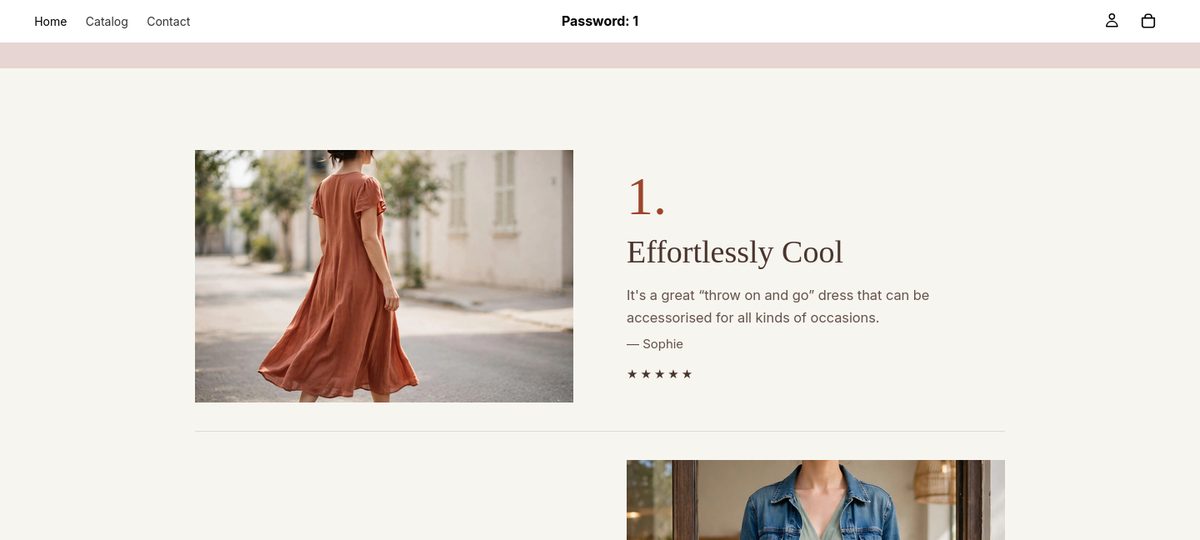 Home
Catalog
Contact
Password: 1
1.
Effortlessly Cool
It's a great “throw on and go” dress that can be
accessorised for all kinds of occasions.
— Sophie
★★★★★